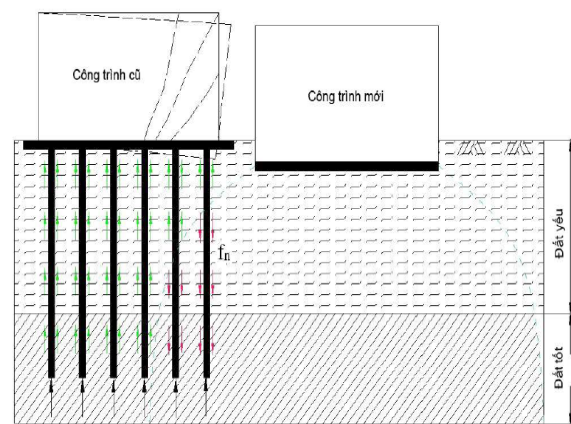 Công trình cũ
Công trình mới
fn
Đất yếu
Đất tốt